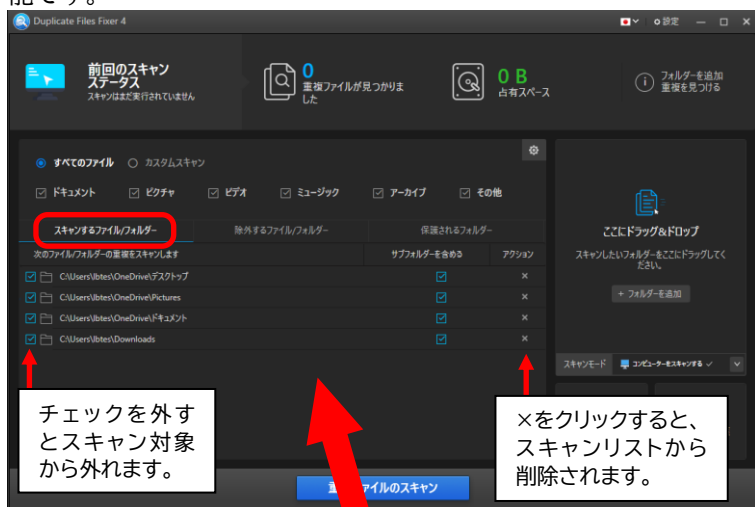 能です。
Duplicate Files Fixer 4
設定
前回のスキャン
ステータス
スキャンはまだ実行されていません
0
重複ファイルが見つかりま
した
0 B
占有スペース
フォルダーを追加
重複を見つける
すべてのファイル カスタムスキャン
ドキュメント ピクチャ ビデオ ミュージック アーカイブ その他
スキャンするファイル/フォルダー 除外するファイル/フォルダー 保護されるフォルダー
次のファイル/フォルダーの重複をスキャンします サブフォルダーを含める アクション
C:\Users\lbtes\OneDrive\デスクトップ ×
C:\Users\lbtes\OneDrive\Pictures ×
C:\Users\lbtes\OneDrive\ドキュメント ×
C:\Users\lbtes\Downloads ×
ここにドラッグ&ドロップ
スキャンしたいフォルダーをここにドラッグしてく
ださい。
+ フォルダーを追加
スキャンモード コンピューターをスキャンする
チェックを外す
とスキャン対象
から外れます。
×をクリックすると、
スキャンリストから
削除されます。
ファイルのスキャン